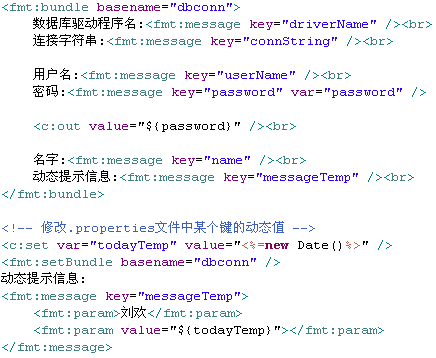 <fmt:bundle basename="dbconn">
数据库驱动程序名:<fmt:message key="driverName" /><br>
连接字符串:<fmt:message key="connString" /><br>
用户名:<fmt:message key="userName" /><br>
密码:<fmt:message key="password" var="password" />
<c:out value="${password}" /><br>
名字:<fmt:message key="name" /><br>
动态提示信息:<fmt:message key="messageTemp" /><br>
</fmt:bundle>
<!-- 修改.properties文件中某个键的动态值 -->
<c:set var="todayTemp" value="<%=new Date()%>" />
<fmt:setBundle basename="dbconn" />
动态提示信息：
<fmt:message key="messageTemp">
<fmt:param>刘欢</fmt:param>
<fmt:param value="${todayTemp}"></fmt:param>
</fmt:message>